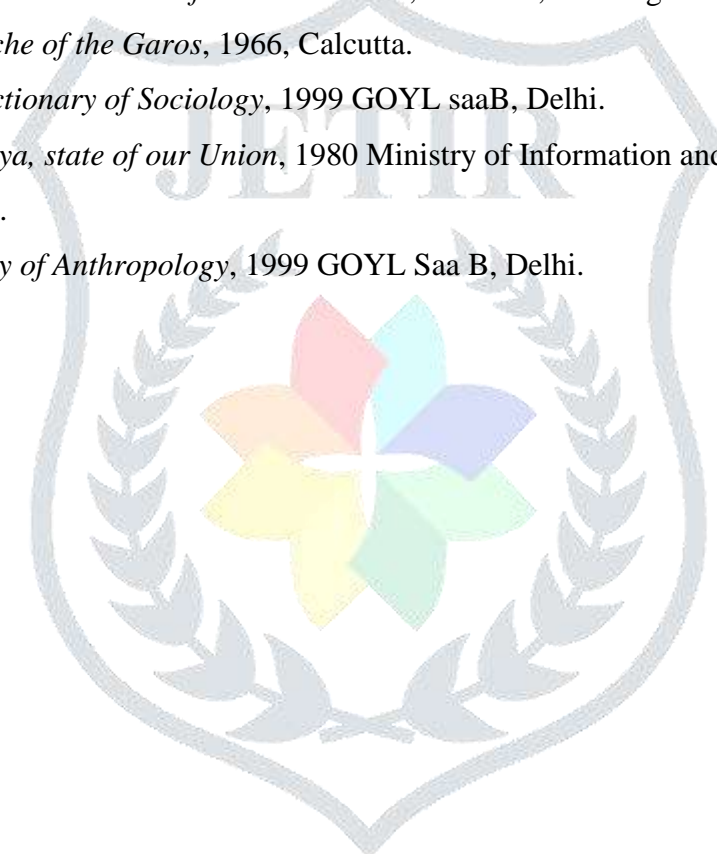 che of the Garos, 1966, Calcutta.
ctionary of Sociology, 1999 GOYL saaB, Delhi.
ya, state of our Union, 1980 Ministry of Information and
.
y of Anthropology, 1999 GOYL Saa B, Delhi.
JETIR